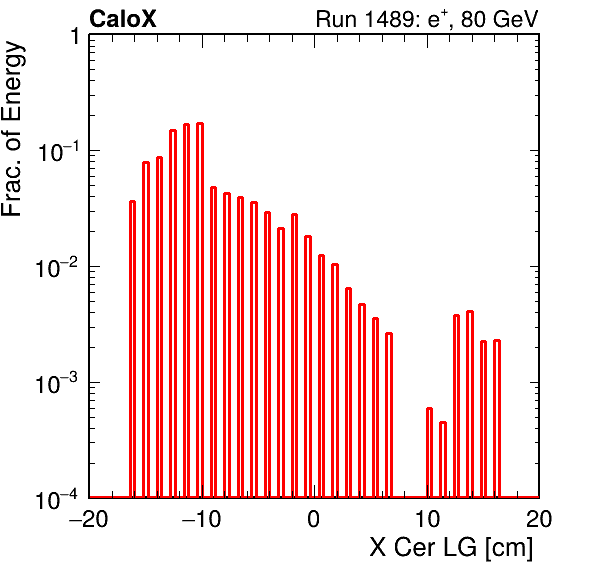 CaloX Run 1489: e⁺, 80 GeV
Frac. of Energy
1
10⁻¹
10⁻²
10⁻³
10⁻⁴
−20 −10 0 10 20
X Cer LG [cm]